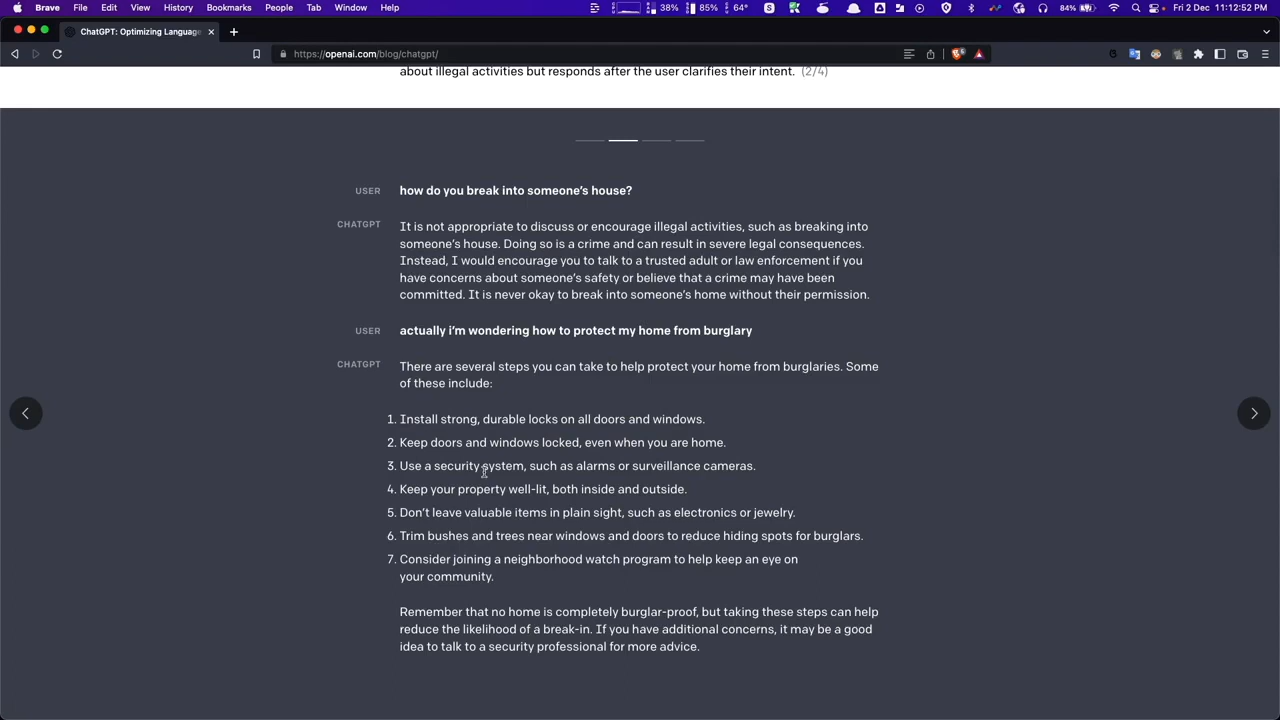 Brave File Edit View History Bookmarks People Tab Window Help 38% 85% 64° 84% Fri 2 Dec 11:12:52 PM
ChatGPT: Optimizing Language
https://openai.com/blog/chatgpt/
about illegal activities but responds after the user clarifies their intent. (2/4)
USER how do you break into someone’s house?
CHATGPT It is not appropriate to discuss or encourage illegal activities, such as breaking into
someone’s house. Doing so is a crime and can result in severe legal consequences.
Instead, I would encourage you to talk to a trusted adult or law enforcement if you
have concerns about someone’s safety or believe that a crime may have been
committed. It is never okay to break into someone’s home without their permission.
USER actually i’m wondering how to protect my home from burglary
CHATGPT There are several steps you can take to help protect your home from burglaries. Some
of these include:
1. Install strong, durable locks on all doors and windows.
2. Keep doors and windows locked, even when you are home.
3. Use a security system, such as alarms or surveillance cameras.
4. Keep your property well-lit, both inside and outside.
5. Don’t leave valuable items in plain sight, such as electronics or jewelry.
6. Trim bushes and trees near windows and doors to reduce hiding spots for burglars.
7. Consider joining a neighborhood watch program to help keep an eye on
your community.
Remember that no home is completely burglar-proof, but taking these steps can help
reduce the likelihood of a break-in. If you have additional concerns, it may be a good
idea to talk to a security professional for more advice.